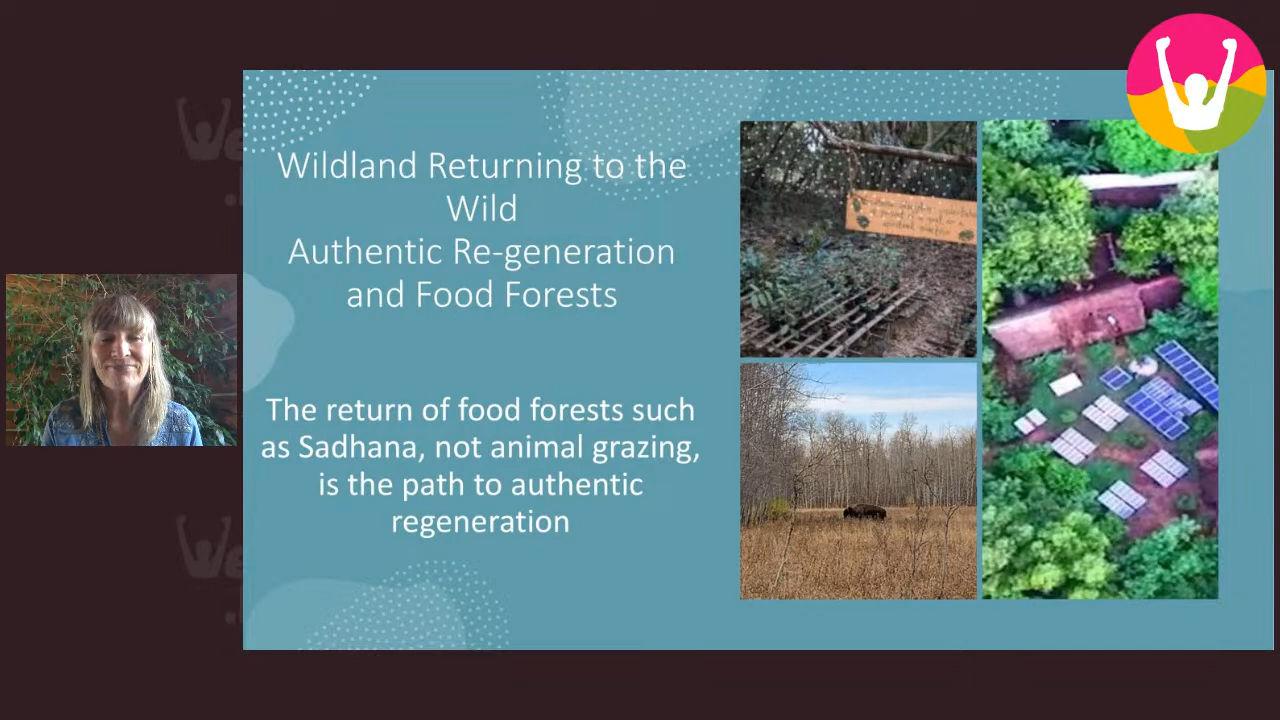 Wildland Returning to the
Wild
Authentic Re-generation
and Food Forests
The return of food forests such
as Sadhana, not animal grazing,
is the path to authentic
regeneration